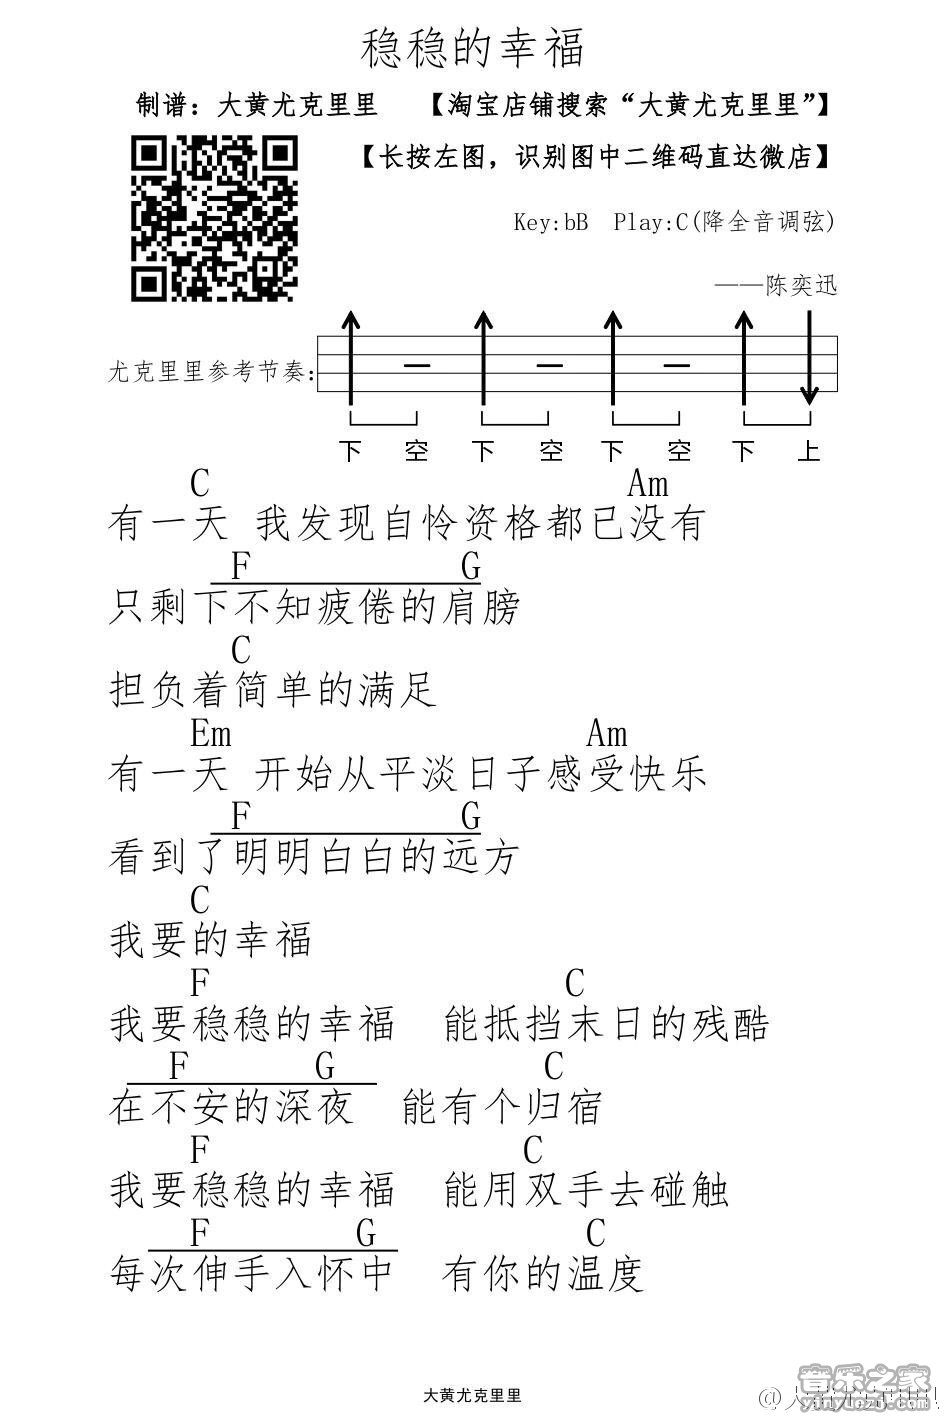 稳稳的幸福
制谱：大黄尤克里里 【淘宝店铺搜索“大黄尤克里里”】
【长按左图，识别图中二维码直达微店】
Key:bB Play:C(降全音调弦)
——陈奕迅
尤克里里参考节奏：
下 空 下 空 下 空 下 上
C Am
有一天 我发现自怜资格都已没有
F G
只剩下不知疲倦的肩膀
C
担负着简单的满足
Em Am
有一天 开始从平淡日子感受快乐
F G
看到了明明白白的远方
C
我要的幸福
F C
我要稳稳的幸福 能抵挡末日的残酷
F G C
在不安的深夜 能有个归宿
F C
我要稳稳的幸福 能用双手去碰触
F G C
每次伸手入怀中 有你的温度
大黄尤克里里
音乐之家
yinyuezj.com